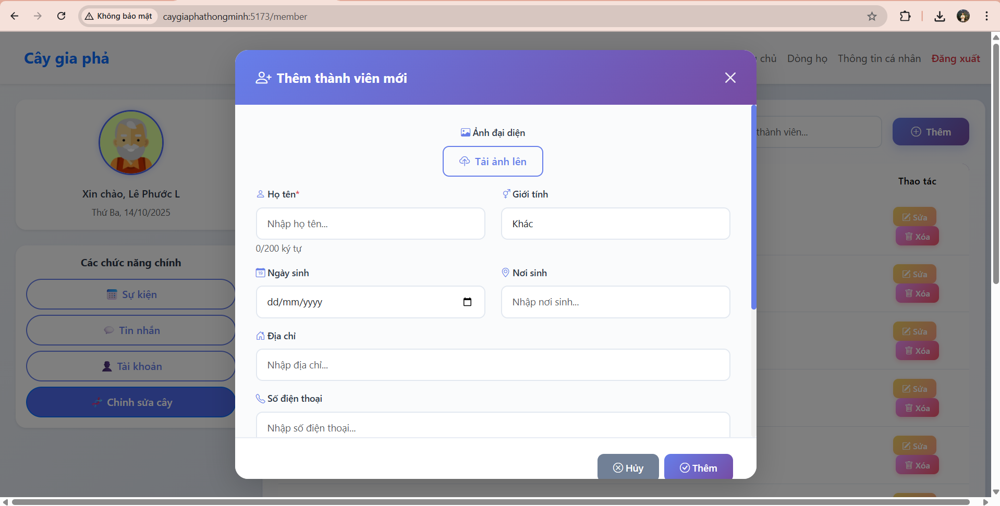 Không bảo mật caygiaphathongminh:5173/member
Cây gia phả
chủ Dòng họ Thông tin cá nhân Đăng xuất
Thêm thành viên mới
Xin chào, Lê Phước L
Thứ Ba, 14/10/2025
Các chức năng chính
Sự kiện
Tin nhắn
Tài khoản
Chỉnh sửa cây
Ảnh đại diện
Tải ảnh lên
Họ tên*
Giới tính
Nhập họ tên...
Khác
0/200 ký tự
19
Ngày sinh
Nơi sinh
dd/mm/yyyy
Nhập nơi sinh...
Địa chỉ
Nhập địa chỉ...
Số điện thoại
Nhập số điện thoại...
Hủy
Thêm
thành viên...
Thêm
Thao tác
Sửa
Xóa
Sửa
Xóa
Sửa
Xóa
Sửa
Xóa
Sửa
Xóa